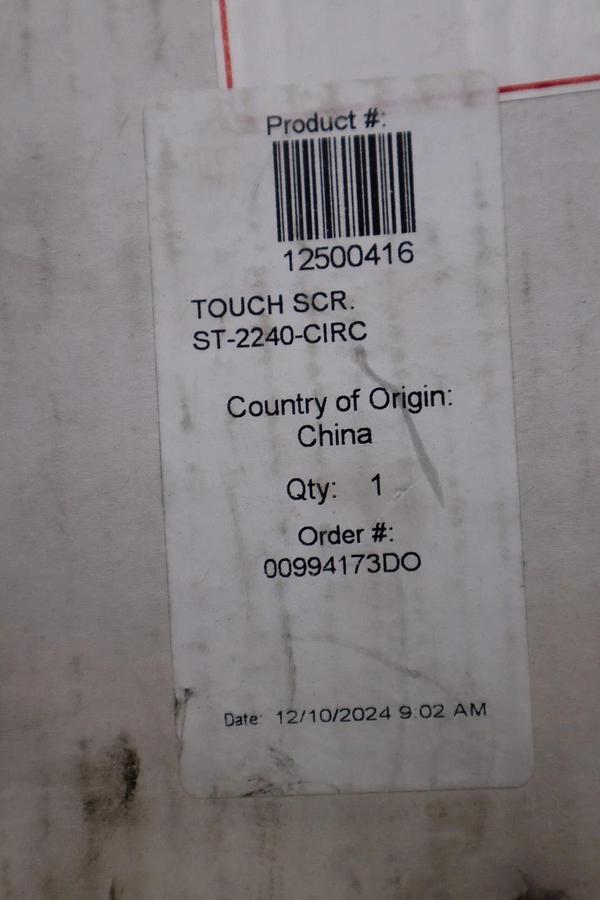 Product #:
12500416
TOUCH SCR.
ST-2240-CIRC
Country of Origin:
China
Qty: 1
Order #:
00994173DO
Date: 12/10/2024 9:02 AM